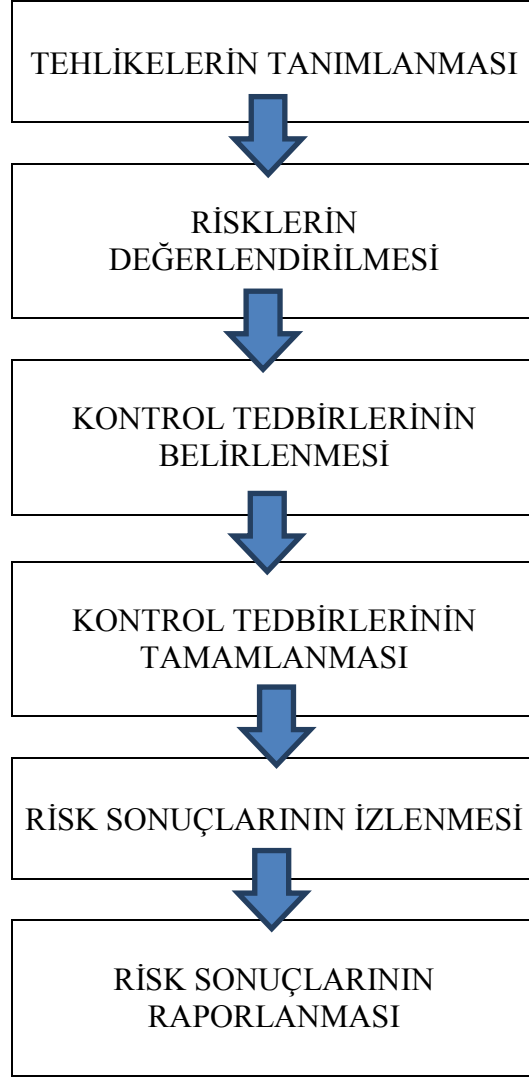 TEHLİKELERİN TANIMLANMASI
RİSKLERİN
DEĞERLENDİRİLMESİ
KONTROL TEDBİRLERİNİN
BELİRLENMESİ
KONTROL TEDBİRLERİNİN
TAMAMLANMASI
RİSK SONUÇLARININ İZLENMESİ
RİSK SONUÇLARININ
RAPORLANMASI